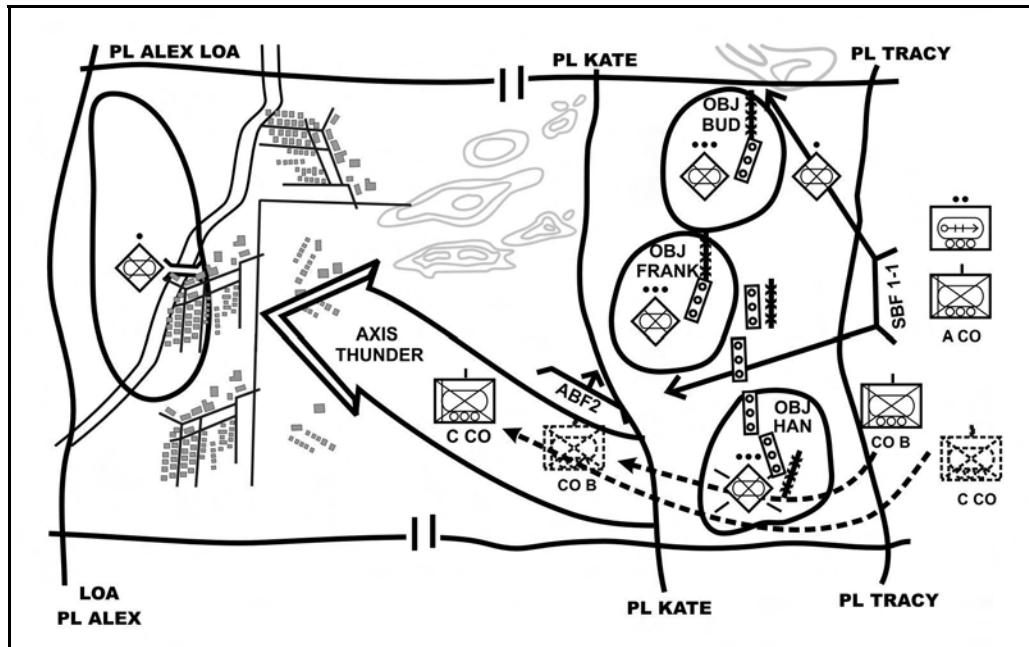 PL ALEX LOA
PL KATE
PL TRACY
OBJ
BUD
OBJ
FRANK
SBF 1-1
A CO
AXIS
THUNDER
ABF2
C CO
OBJ
HAN
CO B
CO B
C CO
LOA
PL ALEX
PL KATE
PL TRACY